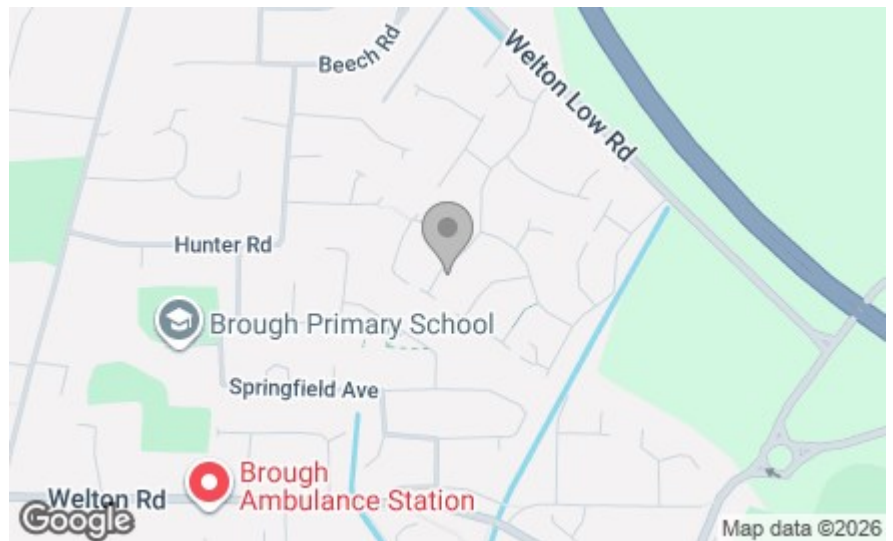 Beech Rd
Welton Low Rd
Hunter Rd
Brough Primary School
Springfield Ave
Brough
Ambulance Station
Welton Rd
Google
Map data ©2026